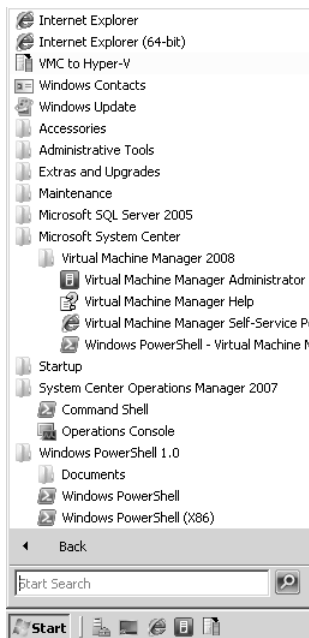 Internet Explorer
Internet Explorer (64-bit)
VMC to Hyper-V
Windows Contacts
Windows Update
Accessories
Administrative Tools
Extras and Upgrades
Maintenance
Microsoft SQL Server 2005
Microsoft System Center
Virtual Machine Manager 2008
Virtual Machine Manager Administrator
Virtual Machine Manager Help
Virtual Machine Manager Self-Service
Windows PowerShell - Virtual Machine
Startup
System Center Operations Manager 2007
Command Shell
Operations Console
Windows PowerShell 1.0
Documents
Windows PowerShell
Windows PowerShell (X86)
Back
Start Search
Start